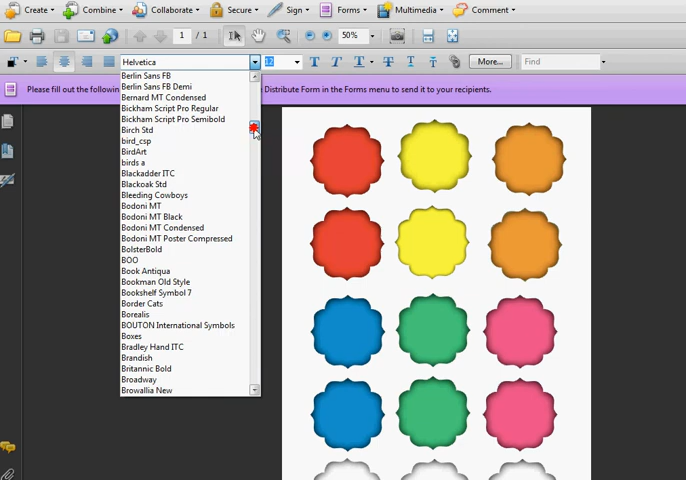 Create Combine Collaborate Secure Sign Forms Multimedia Comment
1 / 1 50%
Helvetica 12 T T T T T T More... Find
Please fill out the following
Distribute Form in the Forms menu to send it to your recipients.
Berlin Sans FB
Berlin Sans FB Demi
Bernard MT Condensed
Bickham Script Pro Regular
Bickham Script Pro Semibold
Birch Std
bird_csp
BirdArt
birds a
Blackadder ITC
Blackoak Std
Bleeding Cowboys
Bodoni MT
Bodoni MT Black
Bodoni MT Condensed
Bodoni MT Poster Compressed
BolsterBold
BOO
Book Antiqua
Bookman Old Style
Bookshelf Symbol 7
Border Cats
Borealis
BOUTON International Symbols
Boxes
Bradley Hand ITC
Brandish
Britannic Bold
Broadway
Browallia New